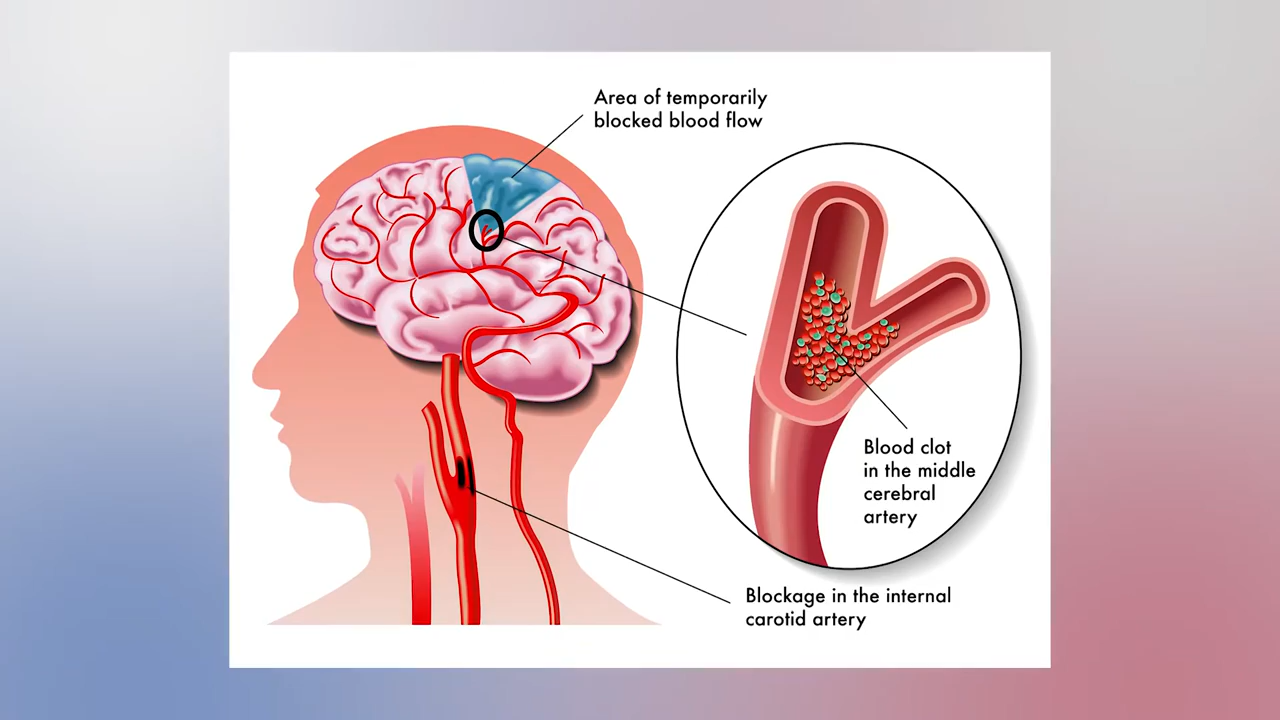 Area of temporarily
blocked blood flow
Blood clot
in the middle
cerebral
artery
Blockage in the internal
carotid artery